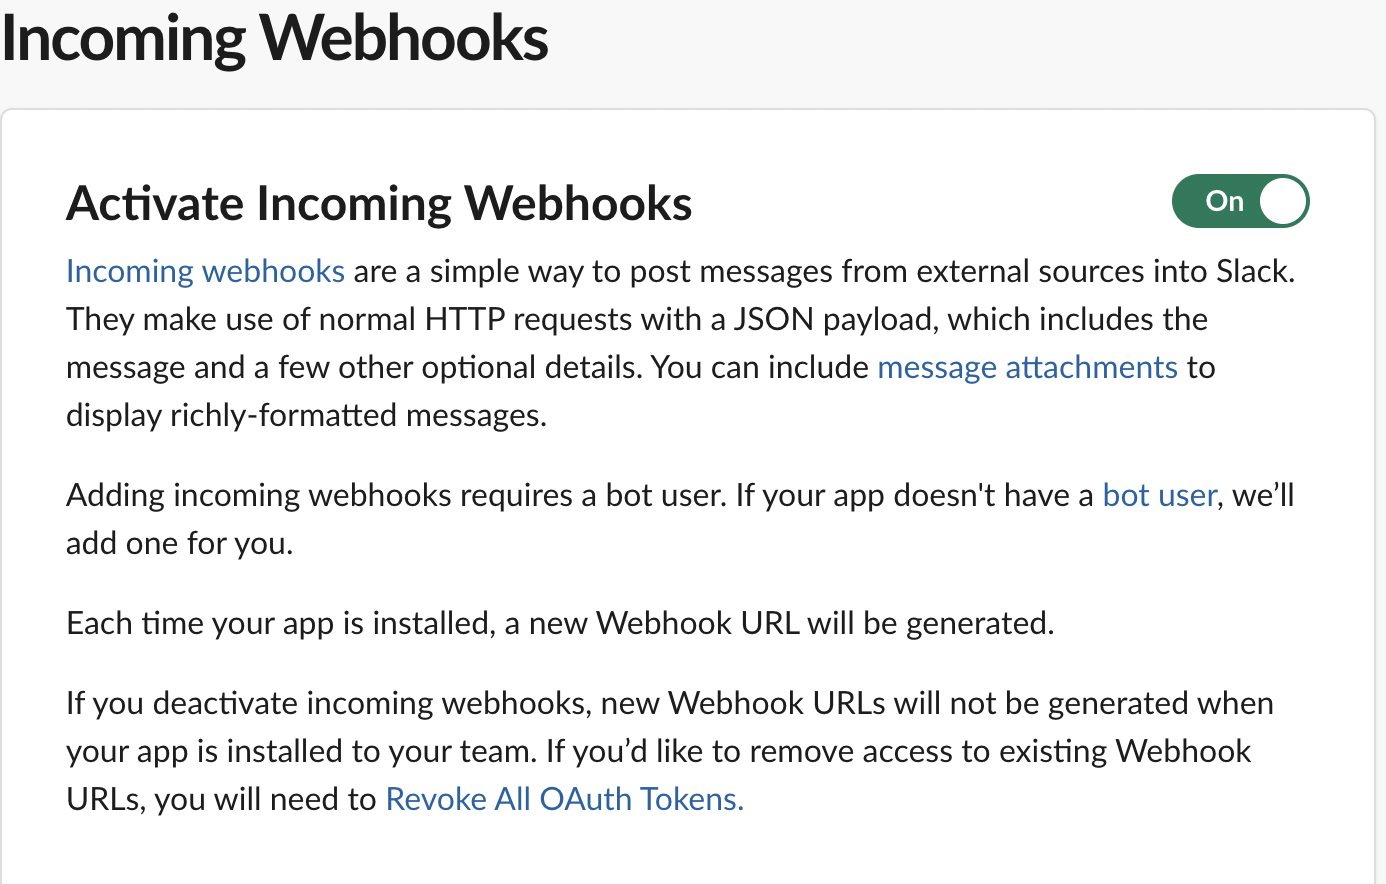 Incoming Webhooks
Activate Incoming Webhooks
On
Incoming webhooks are a simple way to post messages from external sources into Slack.
They make use of normal HTTP requests with a JSON payload, which includes the
message and a few other optional details. You can include message attachments to
display richly-formatted messages.
Adding incoming webhooks requires a bot user. If your app doesn't have a bot user, we’ll
add one for you.
Each time your app is installed, a new Webhook URL will be generated.
If you deactivate incoming webhooks, new Webhook URLs will not be generated when
your app is installed to your team. If you’d like to remove access to existing Webhook
URLs, you will need to Revoke All OAuth Tokens.